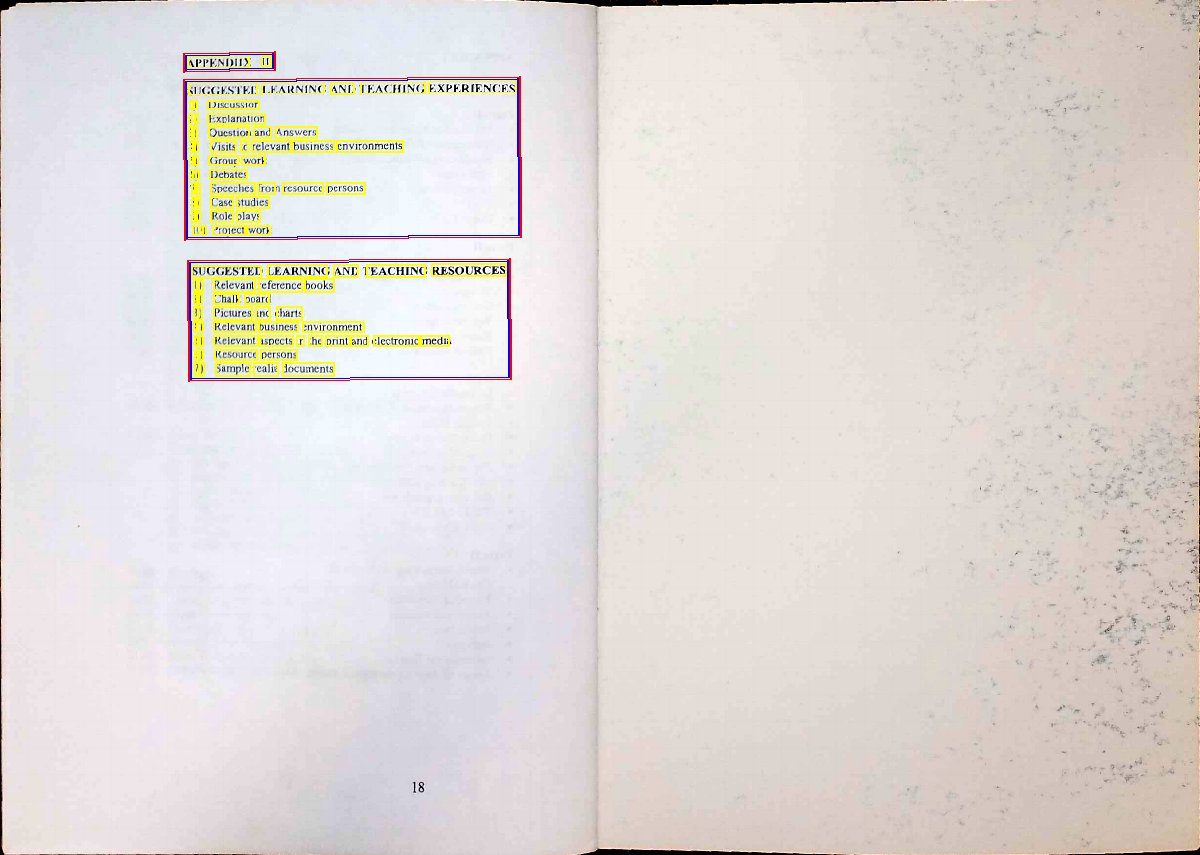 APPENDIX II
SUGGESTED LEARNING AND TEACHING EXPERIENCES
1) Discussion
2) Explanation
3) Question and Answers
4) Visits to relevant business environments
5) Group work
6) Debates
7) Speeches from resource persons
8) Case studies
9) Role plays
10) Project work
SUGGESTED LEARNING AND TEACHING RESOURCES
1) Relevant reference books
2) Chalk board
3) Pictures and charts
4) Relevant business environment
5) Relevant aspects in the print and electronic media
6) Resource persons
7) Sample realia documents
18